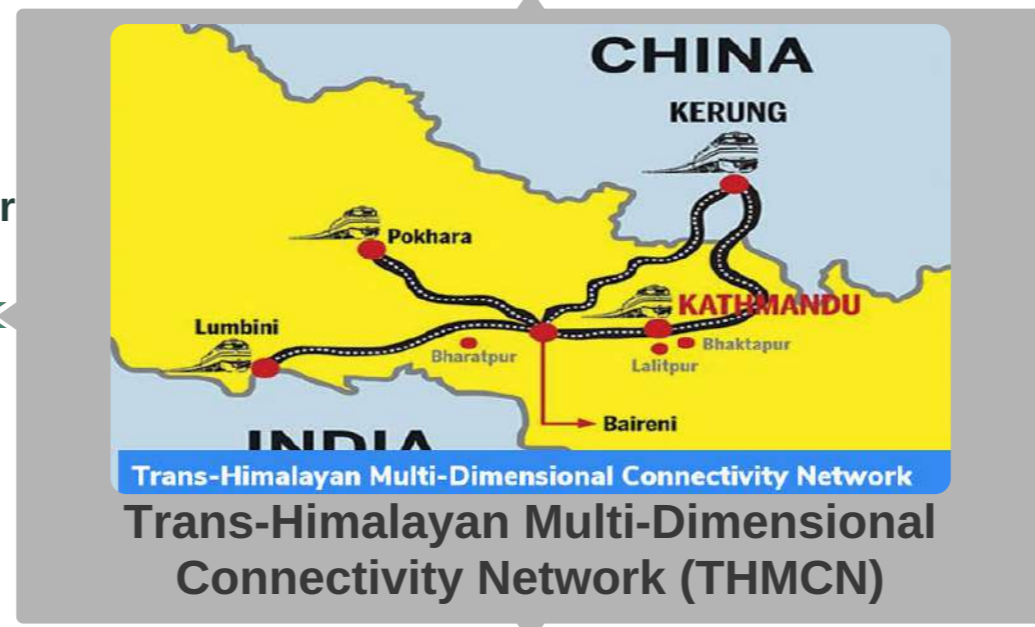 CHINA
KERUNG
Pokhara
KATHMANDU
Lumbini
Bharatpur
Bhaktapur
Lalitpur
Baireni
INDIA
Trans-Himalayan Multi-Dimensional Connectivity Network
Trans-Himalayan Multi-Dimensional
Connectivity Network (THMCN)